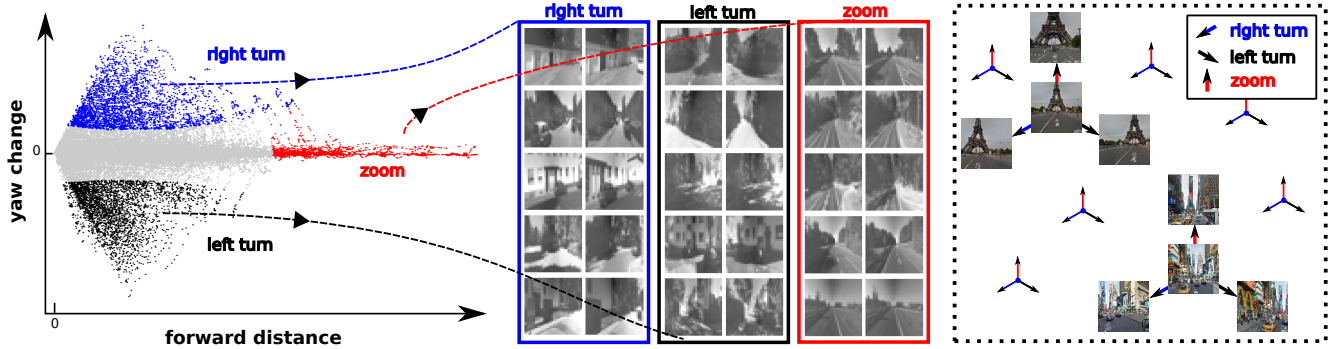 right turn
left turn
zoom
right turn
zoom
left turn
yaw change
0
0
forward distance
right turn
left turn
zoom